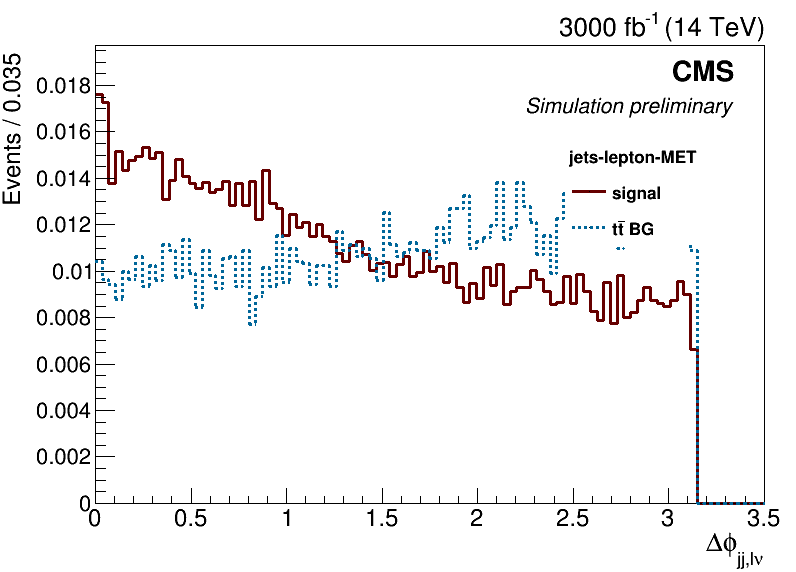 3000 fb⁻¹ (14 TeV)
Events / 0.035
CMS
Simulation preliminary
jets-lepton-MET
signal
tt̄ BG
0.018
0.016
0.014
0.012
0.01
0.008
0.006
0.004
0.002
0
0 0.5 1 1.5 2 2.5 3 3.5
Δϕjj,lν